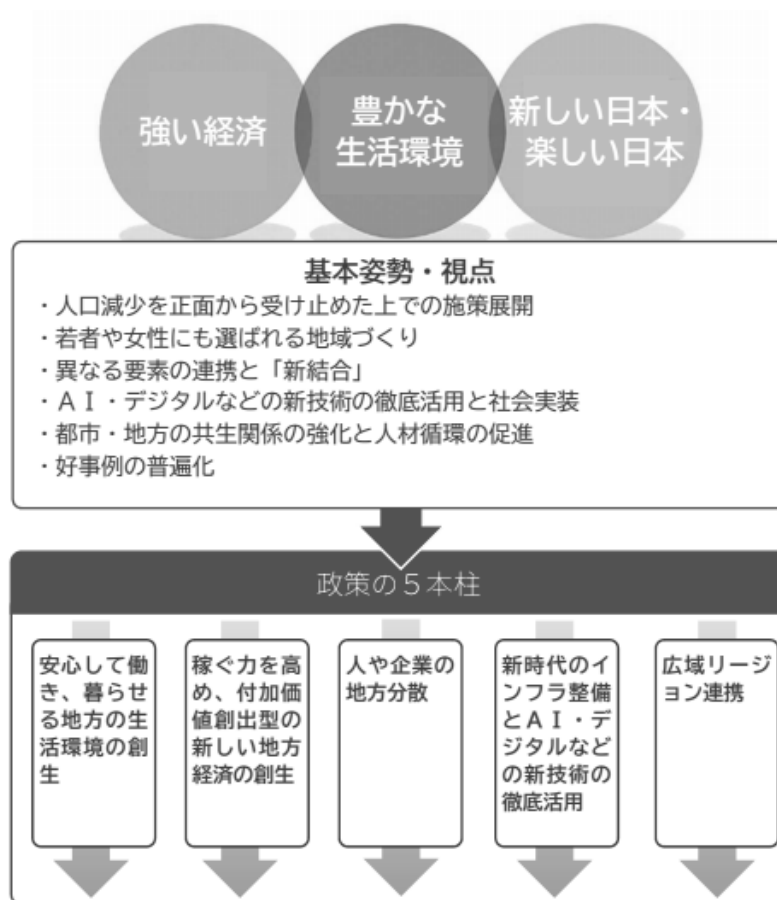 強い経済
豊かな
生活環境
新しい日本・
楽しい日本
基本姿勢・視点
・人口減少を正面から受け止めた上での施策展開
・若者や女性にも選ばれる地域づくり
・異なる要素の連携と「新結合」
・ＡＩ・デジタルなどの新技術の徹底活用と社会実装
・都市・地方の共生関係の強化と人材循環の促進
・好事例の普遍化
政策の５本柱
安心して働
き、暮らせ
る地方の生
活環境の創
生
稼ぐ力を高
め、付加価
値創出型の
新しい地方
経済の創生
人や企業の
地方分散
新時代のイ
ンフラ整備
とＡＩ・デ
ジタルなど
の新技術の
徹底活用
広域リージ
ョン連携